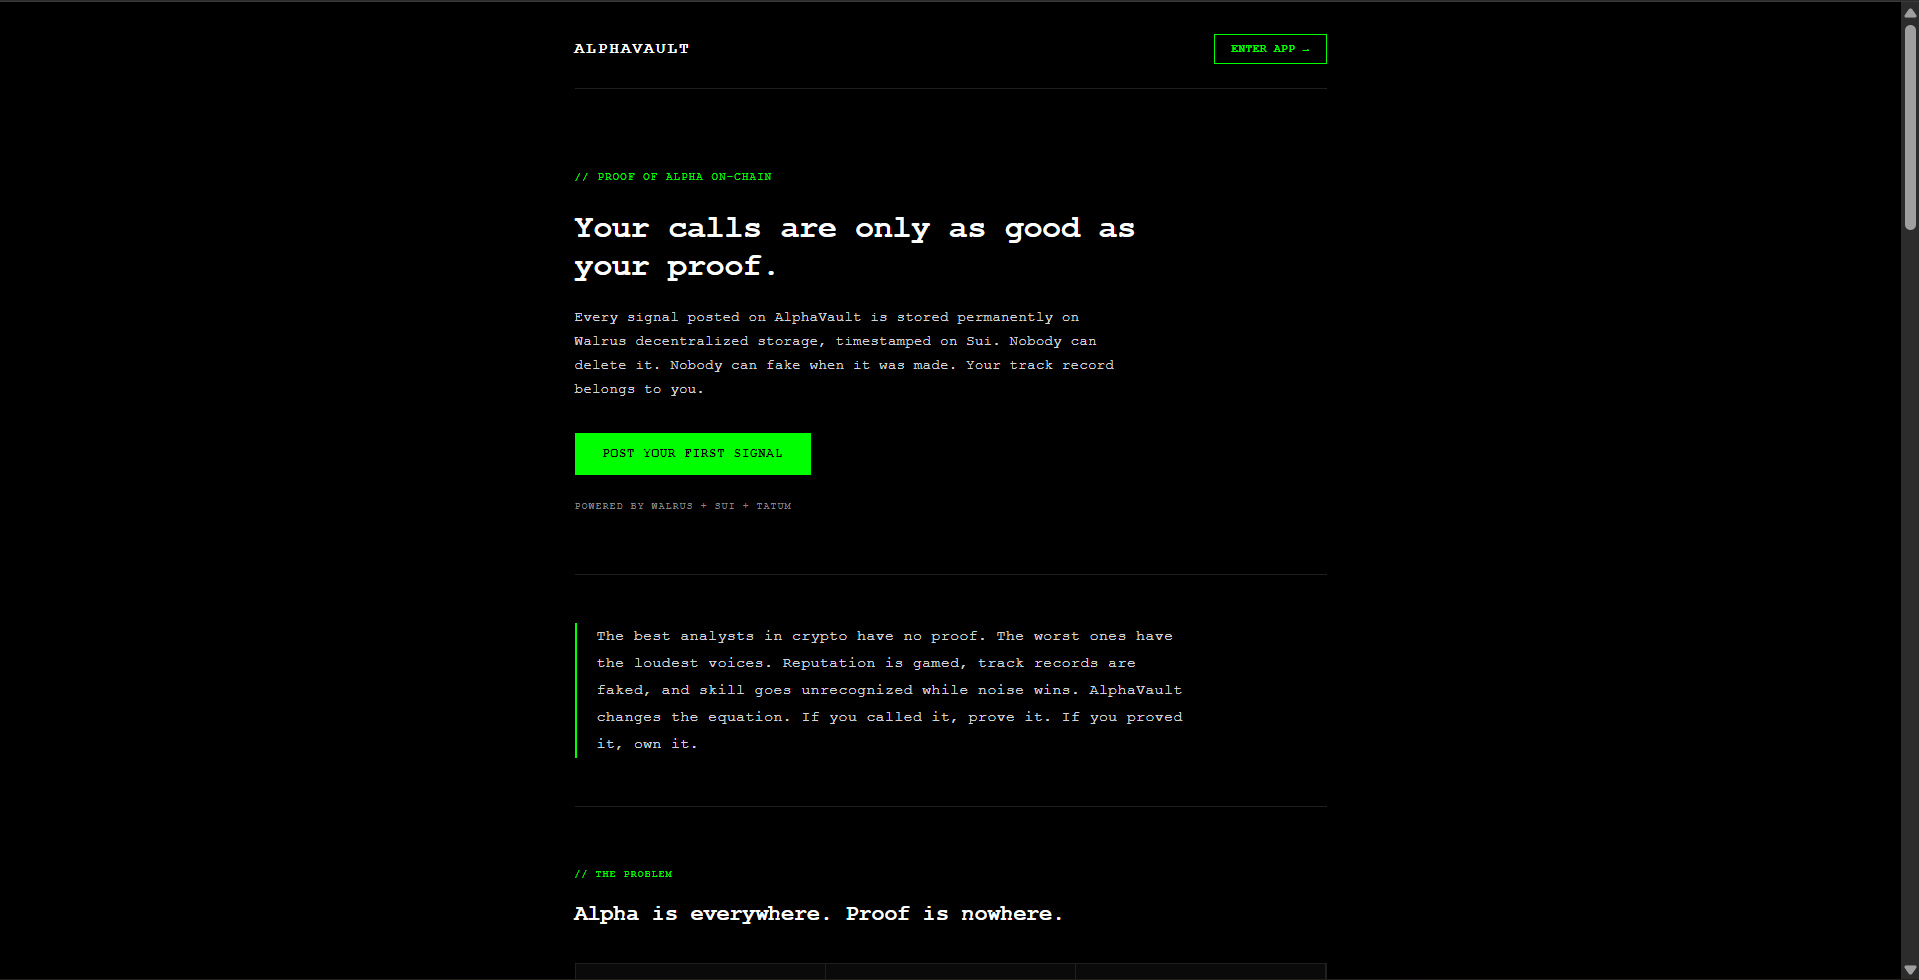 ALPHAVAULT
ENTER APP →
// PROOF OF ALPHA ON-CHAIN
Your calls are only as good as
your proof.
Every signal posted on AlphaVault is stored permanently on
Walrus decentralized storage, timestamped on Sui. Nobody can
delete it. Nobody can fake when it was made. Your track record
belongs to you.
POST YOUR FIRST SIGNAL
POWERED BY WALRUS + SUI + TATUM
The best analysts in crypto have no proof. The worst ones have
the loudest voices. Reputation is gamed, track records are
faked, and skill goes unrecognized while noise wins. AlphaVault
changes the equation. If you called it, prove it. If you proved
it, own it.
// THE PROBLEM
Alpha is everywhere. Proof is nowhere.